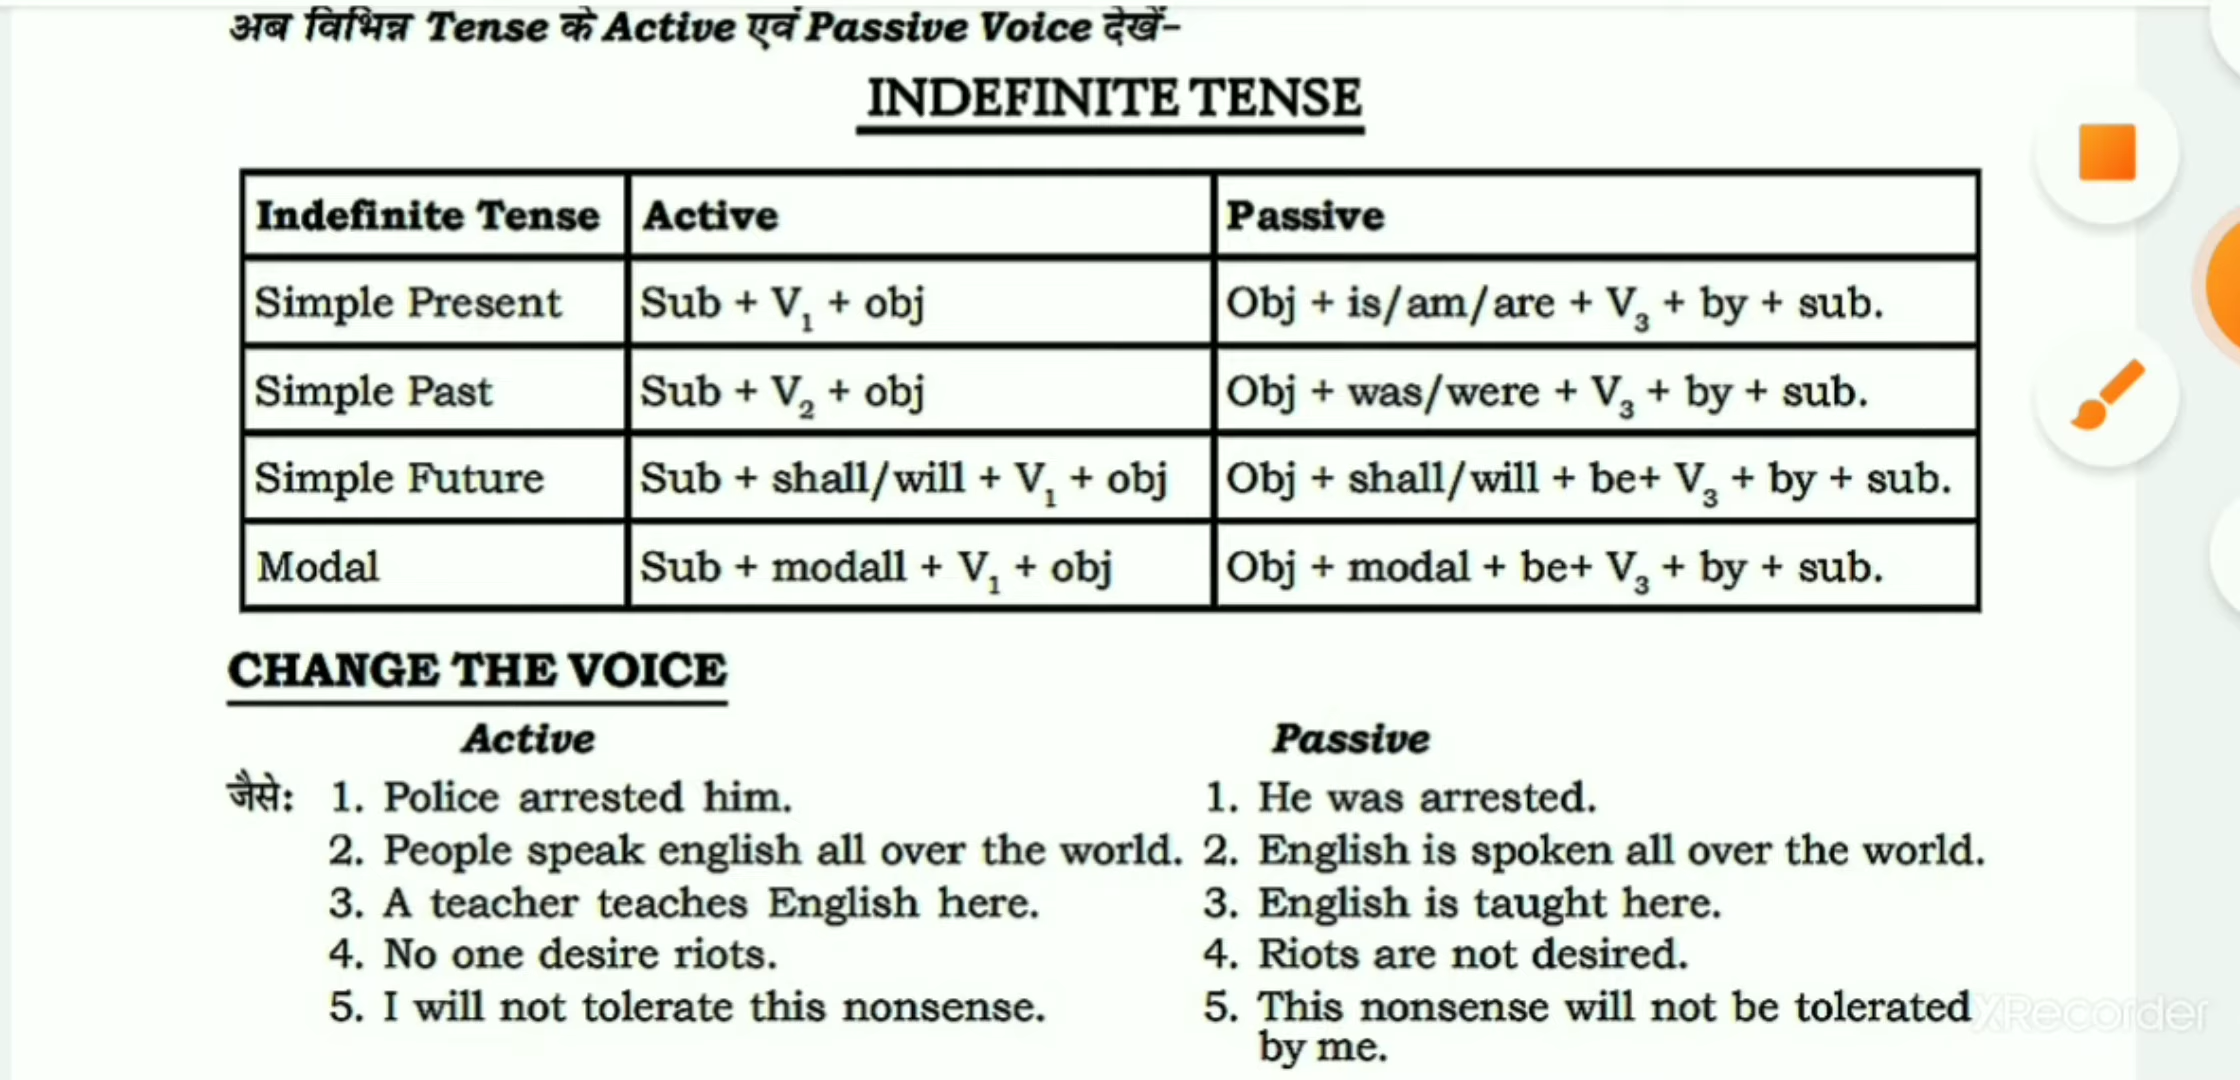 अब विभिन्न Tense के Active एवं Passive Voice देखें-
INDEFINITE TENSE
Indefinite Tense Active Passive
Simple Present Sub + V1 + obj Obj + is/am/are + V3 + by + sub.
Simple Past Sub + V2 + obj Obj + was/were + V3 + by + sub.
Simple Future Sub + shall/will + V1 + obj Obj + shall/will + be+ V3 + by + sub.
Modal Sub + modall + V1 + obj Obj + modal + be+ V3 + by + sub.
CHANGE THE VOICE
Active Passive
जैसे: 1. Police arrested him. 1. He was arrested.
2. People speak english all over the world. 2. English is spoken all over the world.
3. A teacher teaches English here. 3. English is taught here.
4. No one desire riots. 4. Riots are not desired.
5. I will not tolerate this nonsense. 5. This nonsense will not be tolerated
by me.
XRecorder